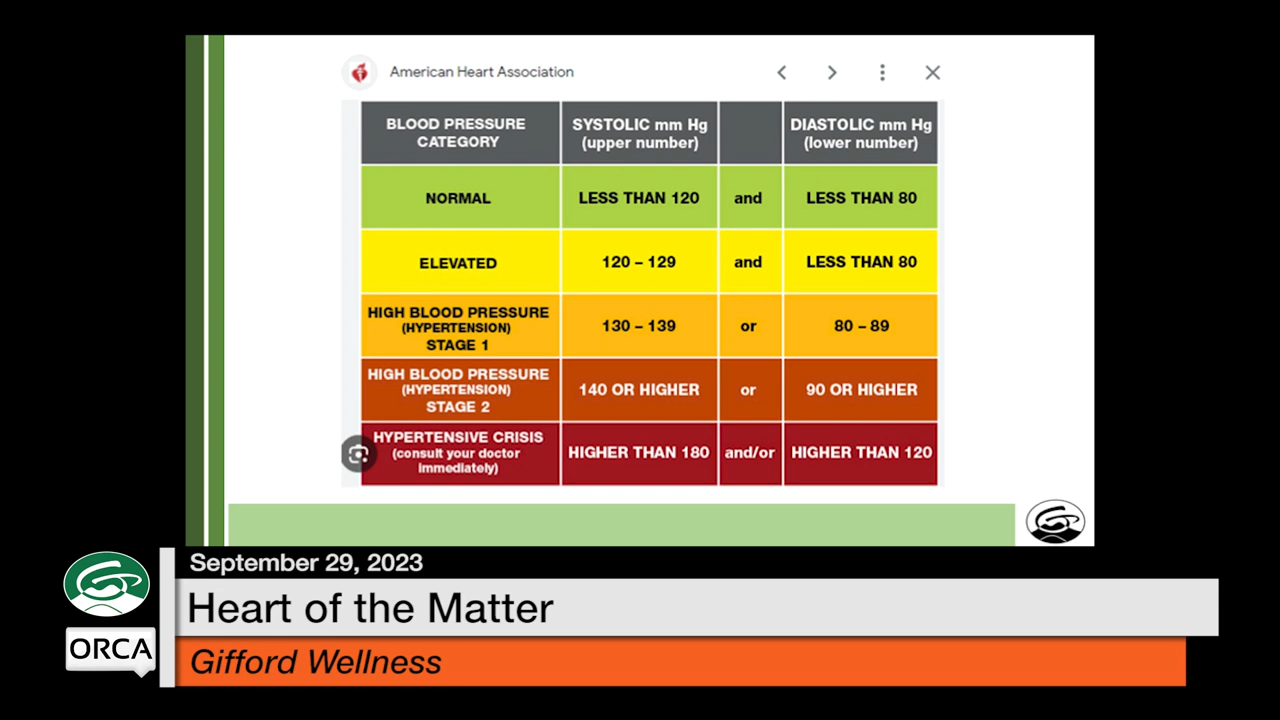 American Heart Association
BLOOD PRESSURE
CATEGORY
SYSTOLIC mm Hg
(upper number)
DIASTOLIC mm Hg
(lower number)
NORMAL
LESS THAN 120
and
LESS THAN 80
ELEVATED
120 – 129
and
LESS THAN 80
HIGH BLOOD PRESSURE
(HYPERTENSION)
STAGE 1
130 – 139
or
80 – 89
HIGH BLOOD PRESSURE
(HYPERTENSION)
STAGE 2
140 OR HIGHER
or
90 OR HIGHER
HYPERTENSIVE CRISIS
(consult your doctor
immediately)
HIGHER THAN 180
and/or
HIGHER THAN 120
September 29, 2023
Heart of the Matter
ORCA
Gifford Wellness